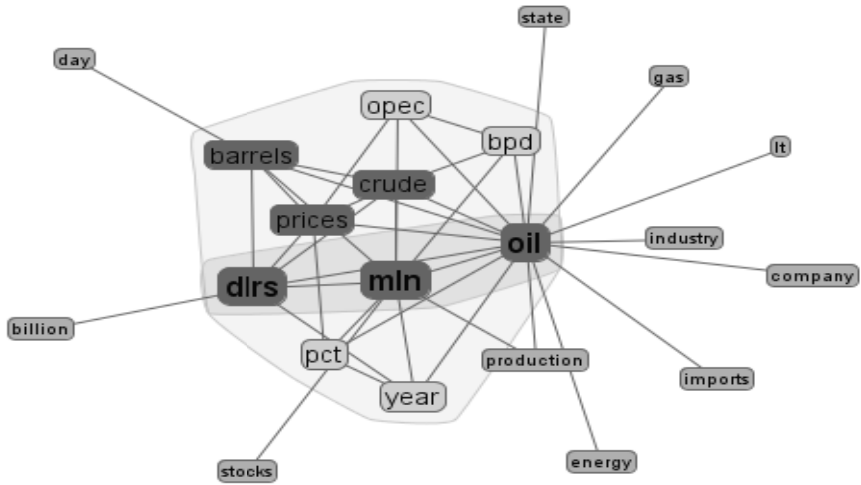 state
day
gas
opec
bpd
lt
barrels
crude
prices
oil
industry
company
dlrs
mln
billion
pct
production
imports
year
energy
stocks